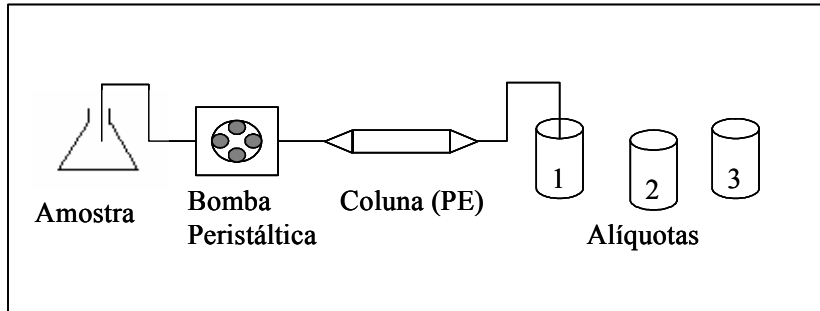 Amostra
Bomba
Peristáltica
Coluna (PE)
1
2
3
Alíquotas